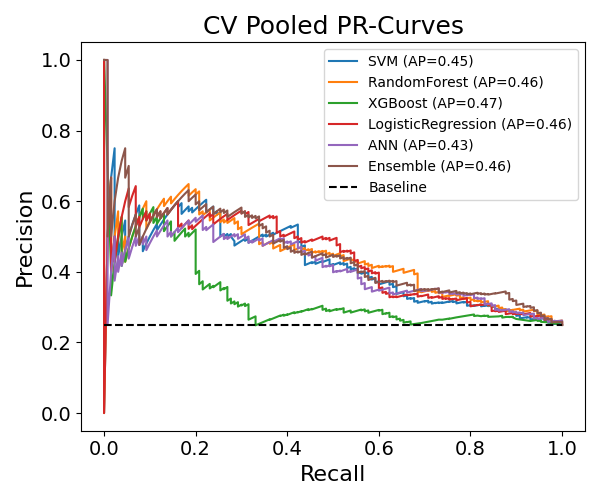 CV Pooled PR-Curves
SVM (AP=0.45)
RandomForest (AP=0.46)
XGBoost (AP=0.47)
LogisticRegression (AP=0.46)
ANN (AP=0.43)
Ensemble (AP=0.46)
Baseline
Precision
1.0
0.8
0.6
0.4
0.2
0.0
0.0 0.2 0.4 0.6 0.8 1.0
Recall